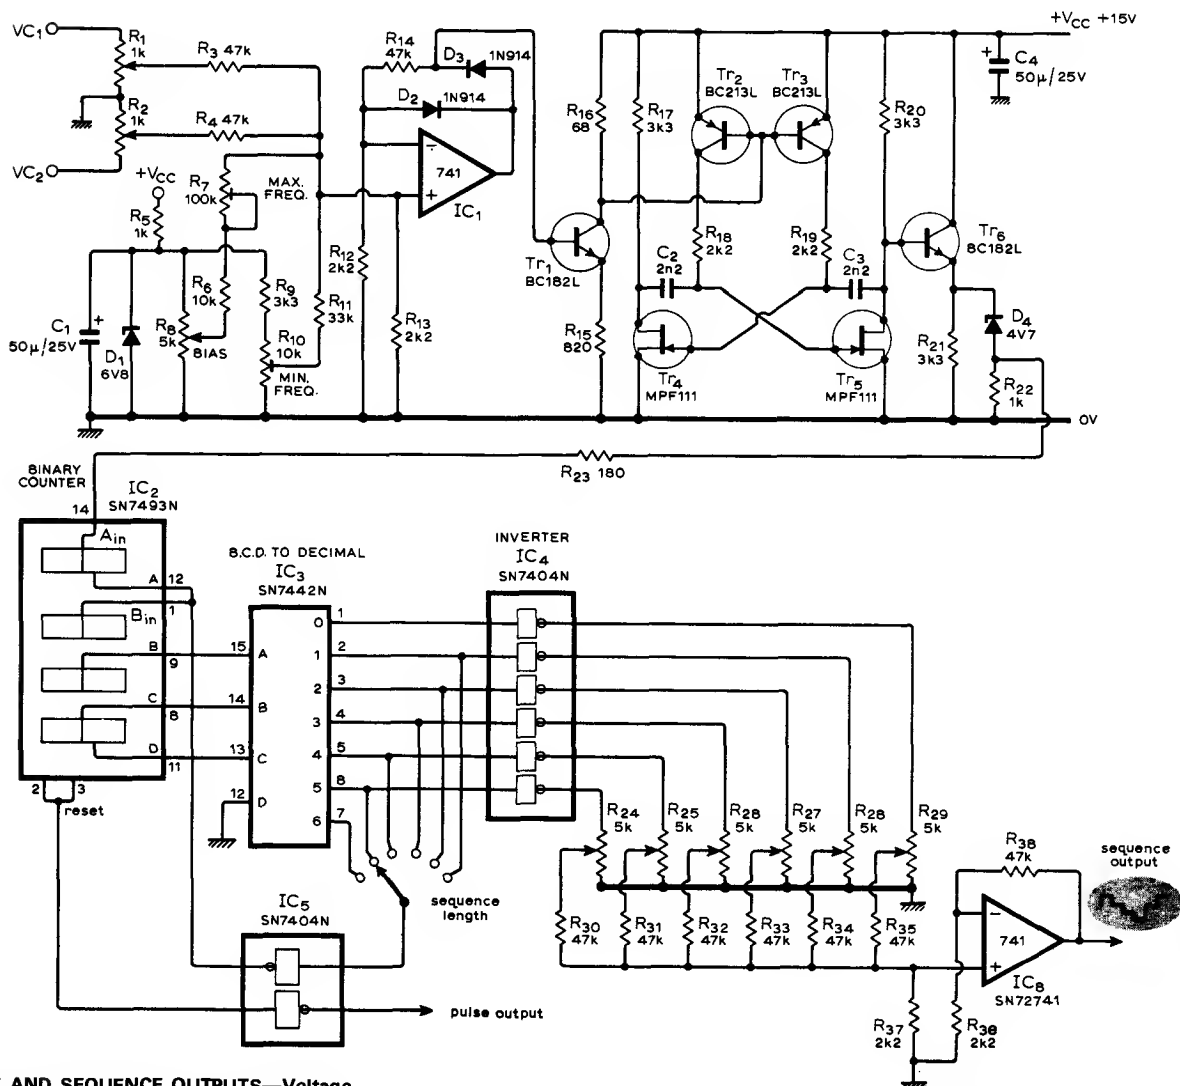 VC1
R1
1k
R3 47k
R2
1k
R4 47k
VC2
+VCC
R5
1k
R7
100k
MAX.
FREQ.
R6
10k
R8
5k
BIAS
R9
3k3
R10
10k
MIN.
FREQ.
R11
33k
C1
50μ/25V
+
D1
6V8
R14
47k
D3
1N914
D2
1N914
741
IC1
−
+
R12
2k2
R13
2k2
Tr1
BC182L
R16
68
R15
820
R17
3k3
Tr2
BC213L
Tr3
BC213L
R18
2k2
R19
2k2
C2
2n2
C3
2n2
Tr4
MPF111
Tr5
MPF111
R20
3k3
Tr6
BC182L
R21
3k3
D4
4V7
R22
1k
+VCC +15V
+
C4
50μ/25V
0V
R23 180
BINARY
COUNTER
IC2
SN7493N
14
Ain
A 12
Bin 1
B
9
C
8
D
11
2 3
reset
B.C.D. TO DECIMAL
IC3
SN7442N
15 A
14 B
13 C
12 D
0 1
1 2
2 3
3 4
4 5
5 6
6 7
sequence
length
INVERTER
IC4
SN7404N
IC5
SN7404N
pulse output
R24
5k
R25
5k
R26
5k
R27
5k
R28
5k
R29
5k
R30
47k
R31
47k
R32
47k
R33
47k
R34
47k
R35
47k
R38
47k
sequence
output
−
741
+
IC6
SN72741
R37
2k2
R36
2k2
AND SEQUENCE OUTPUTS—Voltage